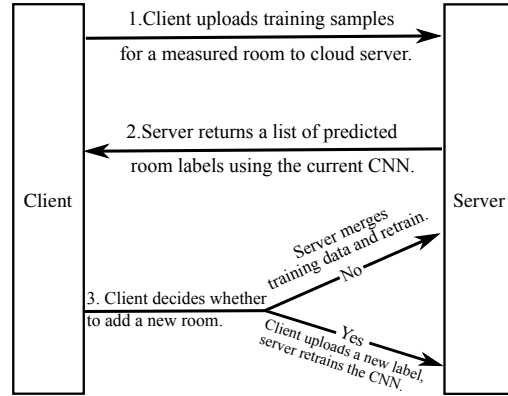 1.Client uploads training samples
for a measured room to cloud server.
2.Server returns a list of predicted
room labels using the current CNN.
Client
Server
Server merges
training data and retrain.
No
3. Client decides whether
to add a new room.
Yes
Client uploads a new label,
server retrains the CNN.